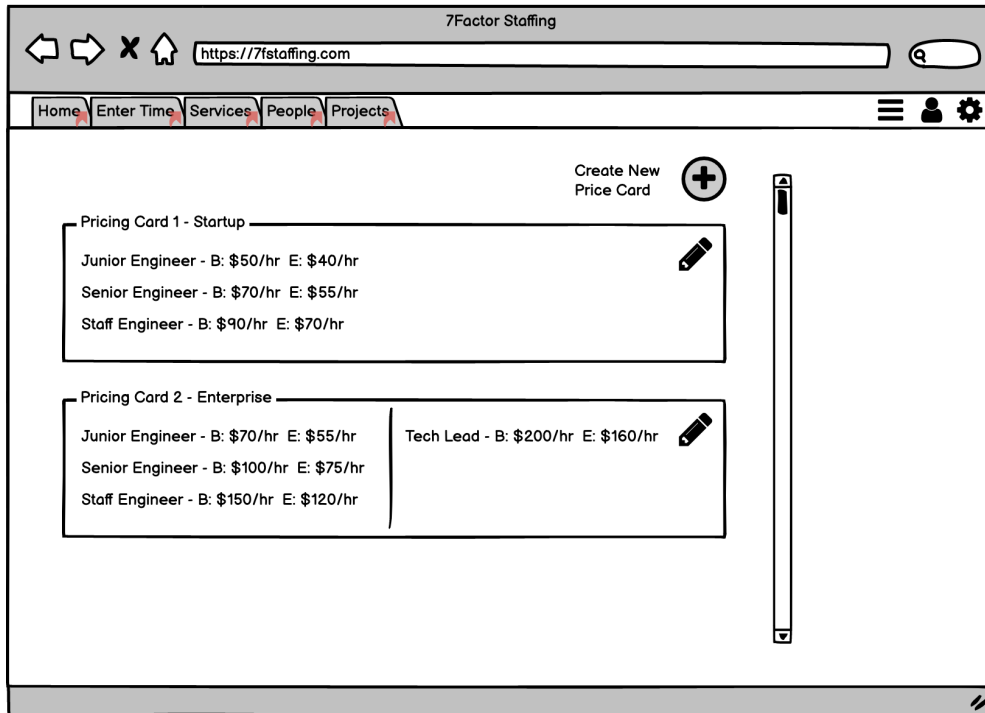 7Factor Staffing
https://7fstaffing.com
Home Enter Time Services People Projects
Create New
Price Card
Pricing Card 1 - Startup
Junior Engineer - B: $50/hr E: $40/hr
Senior Engineer - B: $70/hr E: $55/hr
Staff Engineer - B: $90/hr E: $70/hr
Pricing Card 2 - Enterprise
Junior Engineer - B: $70/hr E: $55/hr
Senior Engineer - B: $100/hr E: $75/hr
Staff Engineer - B: $150/hr E: $120/hr
Tech Lead - B: $200/hr E: $160/hr